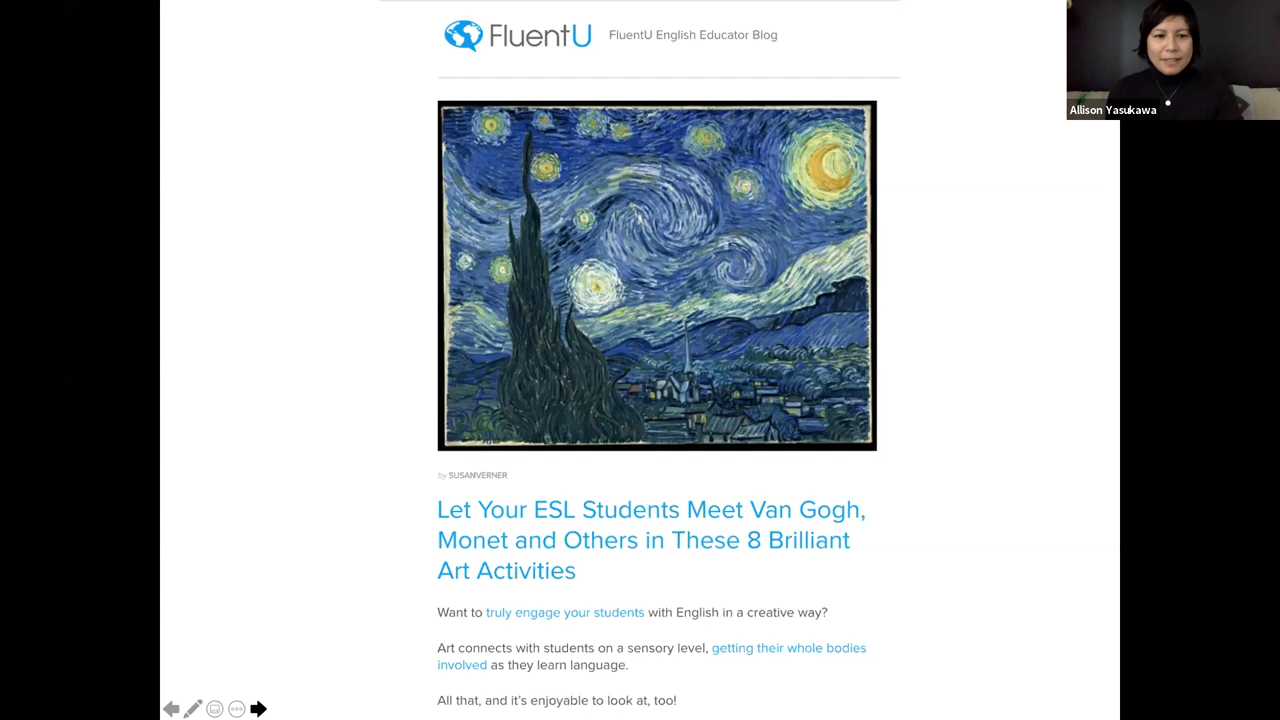 FluentU FluentU English Educator Blog
Allison Yasukawa
by SUSANVERNER
Let Your ESL Students Meet Van Gogh,
Monet and Others in These 8 Brilliant
Art Activities
Want to truly engage your students with English in a creative way?
Art connects with students on a sensory level, getting their whole bodies
involved as they learn language.
All that, and it’s enjoyable to look at, too!